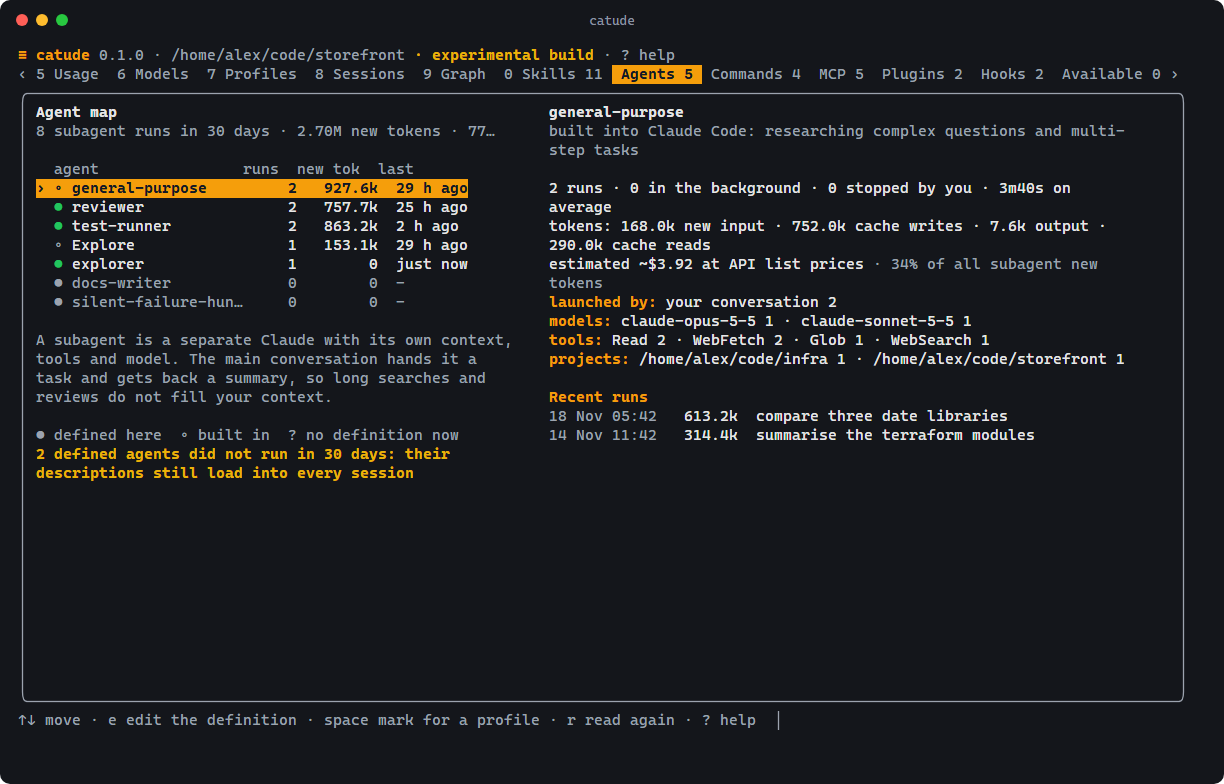 catude
≡ catude 0.1.0 · /home/alex/code/storefront · experimental build · ? help
‹ 5 Usage 6 Models 7 Profiles 8 Sessions 9 Graph 0 Skills 11 Agents 5 Commands 4 MCP 5 Plugins 2 Hooks 2 Available 0 ›
Agent map
8 subagent runs in 30 days · 2.70M new tokens · 77…
agent runs new tok last
› ∘ general-purpose 2 927.6k 29 h ago
● reviewer 2 757.7k 25 h ago
● test-runner 2 863.2k 2 h ago
∘ Explore 1 153.1k 29 h ago
● explorer 1 0 just now
● docs-writer 0 0 –
● silent-failure-hun… 0 0 –
A subagent is a separate Claude with its own context,
tools and model. The main conversation hands it a
task and gets back a summary, so long searches and
reviews do not fill your context.
● defined here ∘ built in ? no definition now
2 defined agents did not run in 30 days: their
descriptions still load into every session
general-purpose
built into Claude Code: researching complex questions and multi-
step tasks
2 runs · 0 in the background · 0 stopped by you · 3m40s on
average
tokens: 168.0k new input · 752.0k cache writes · 7.6k output ·
290.0k cache reads
estimated ~$3.92 at API list prices · 34% of all subagent new
tokens
launched by: your conversation 2
models: claude-opus-5-5 1 · claude-sonnet-5-5 1
tools: Read 2 · WebFetch 2 · Glob 1 · WebSearch 1
projects: /home/alex/code/infra 1 · /home/alex/code/storefront 1
Recent runs
18 Nov 05:42 613.2k compare three date libraries
14 Nov 11:42 314.4k summarise the terraform modules
↑↓ move · e edit the definition · space mark for a profile · r read again · ? help